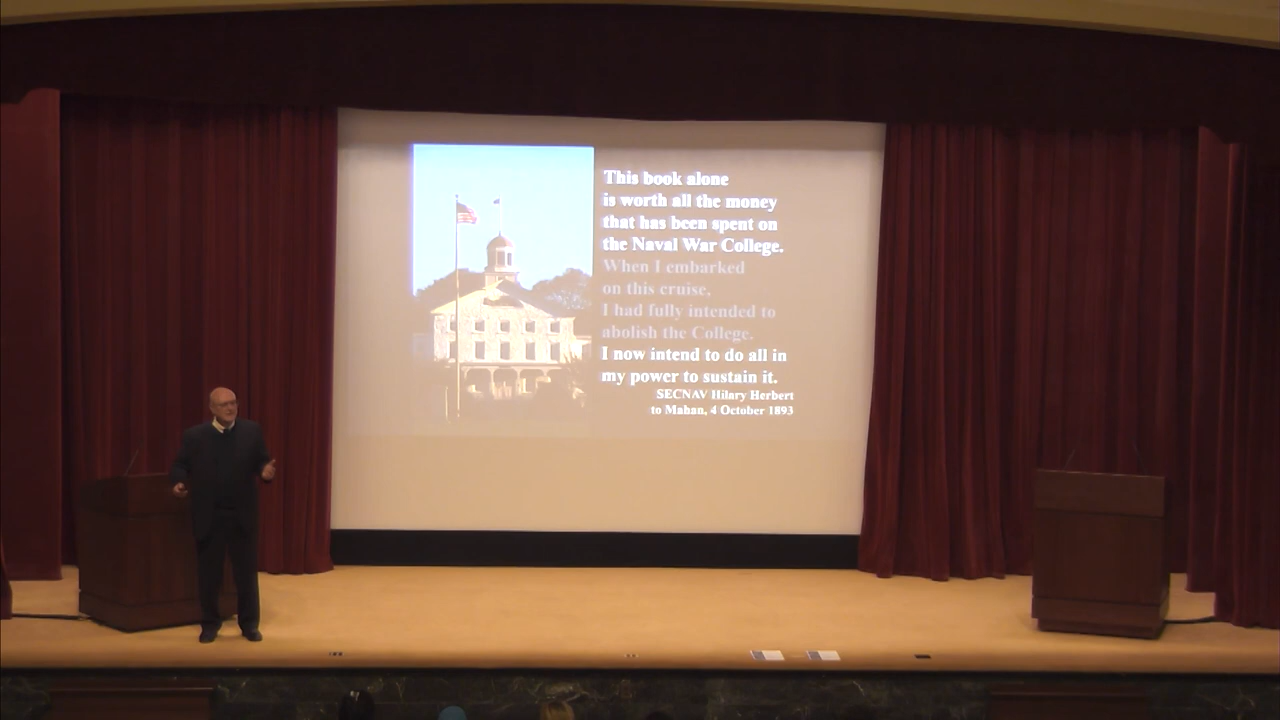 This book alone
is worth all the money
that has been spent on
the Naval War College.
When I embarked
on this cruise,
I had fully intended to
abolish the College.
I now intend to do all in
my power to sustain it.
SECNAV Hilary Herbert
to Mahan, 4 October 1893